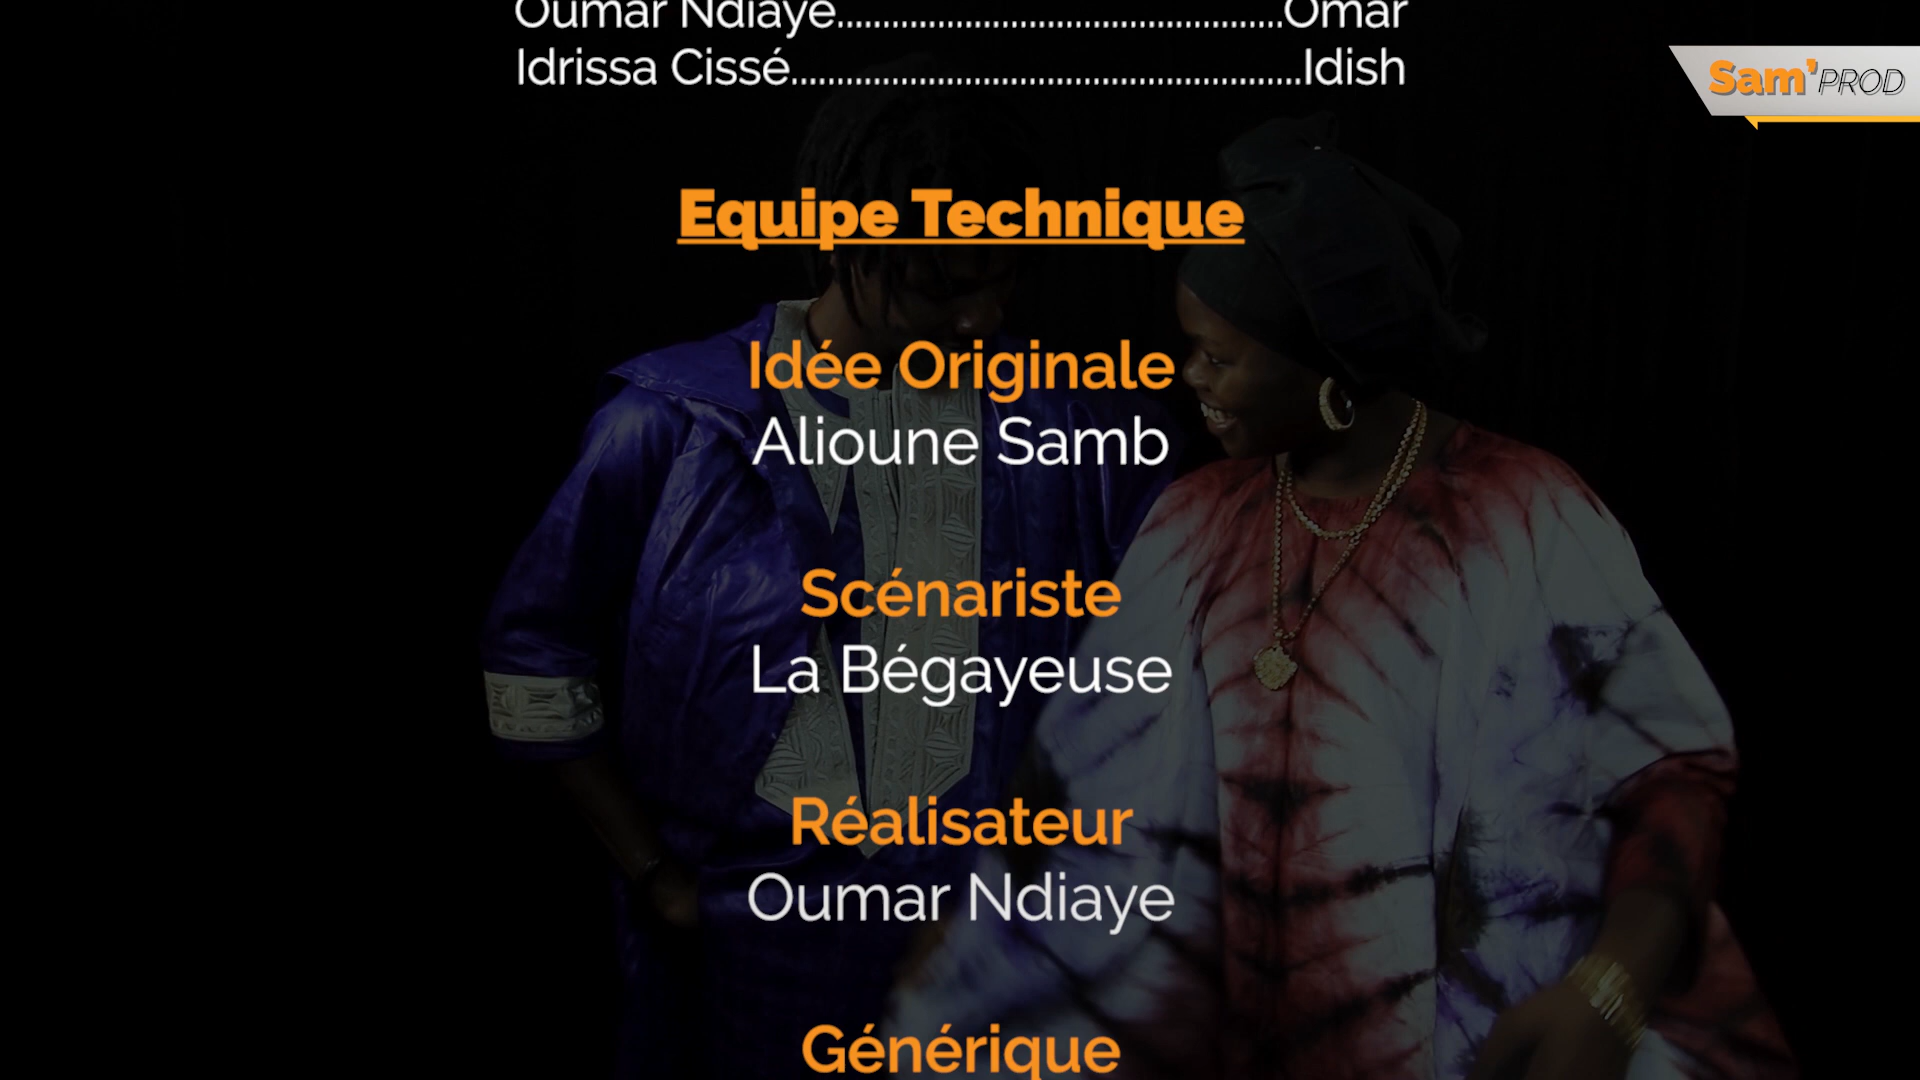 Oumar Ndiaye................................................Omar
Idrissa Cissé.......................................................Idish
Sam'PROD
Equipe Technique
Idée Originale
Alioune Samb
Scénariste
La Bégayeuse
Réalisateur
Oumar Ndiaye
Générique